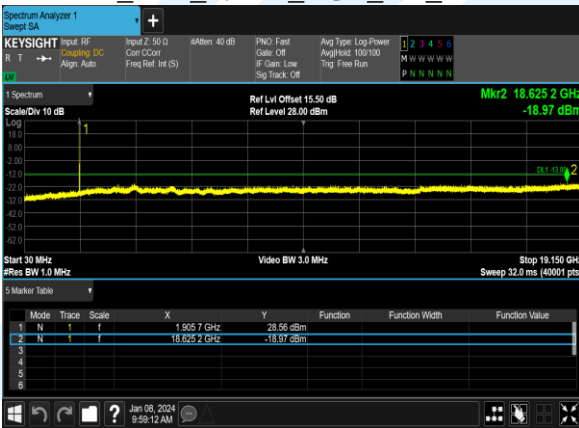 Spectrum Analyzer 1
Swept SA
+
KEYSIGHT Input: RF Input Z: 50 Ω #Atten: 40 dB PNO: Fast Avg Type: Log-Power 1 2 3 4 5 6
R T Coupling: DC Corr CCorr Gate: Off Avg|Hold: 100/100 M W W W W W
Align: Auto Freq Ref: Int (S) IF Gain: Low Trig: Free Run P N N N N N
Sig Track: Off
LV
1 Spectrum Ref Lvl Offset 15.50 dB Mkr2 18.625 2 GHz
Scale/Div 10 dB Ref Level 28.00 dBm -18.97 dBm
Log
18.0 1
8.00
-2.00
-12.0 DL1 -13.00 2
-22.0
-32.0
-42.0
-52.0
-62.0
Start 30 MHz Video BW 3.0 MHz Stop 19.150 GHz
#Res BW 1.0 MHz Sweep 32.0 ms (40001 pts
5 Marker Table
Mode Trace Scale X Y Function Function Width Function Value
1 N 1 f 1.905 7 GHz 28.56 dBm
2 N 1 f 18.625 2 GHz -18.97 dBm
3
4
5
6
? Jan 08, 2024
9:59:12 AM